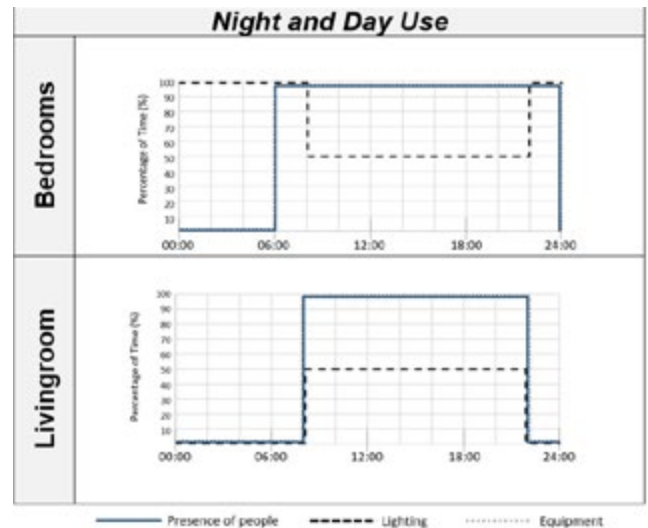 Night and Day Use
Bedrooms
Percentage of Time (%)
100
90
80
70
60
50
40
30
20
10
00:00 06:00 12:00 18:00 24:00
Livingroom
Percentage of Time (%)
100
90
80
70
60
50
40
30
20
10
00:00 06:00 12:00 18:00 24:00
Presence of people Lighting Equipment